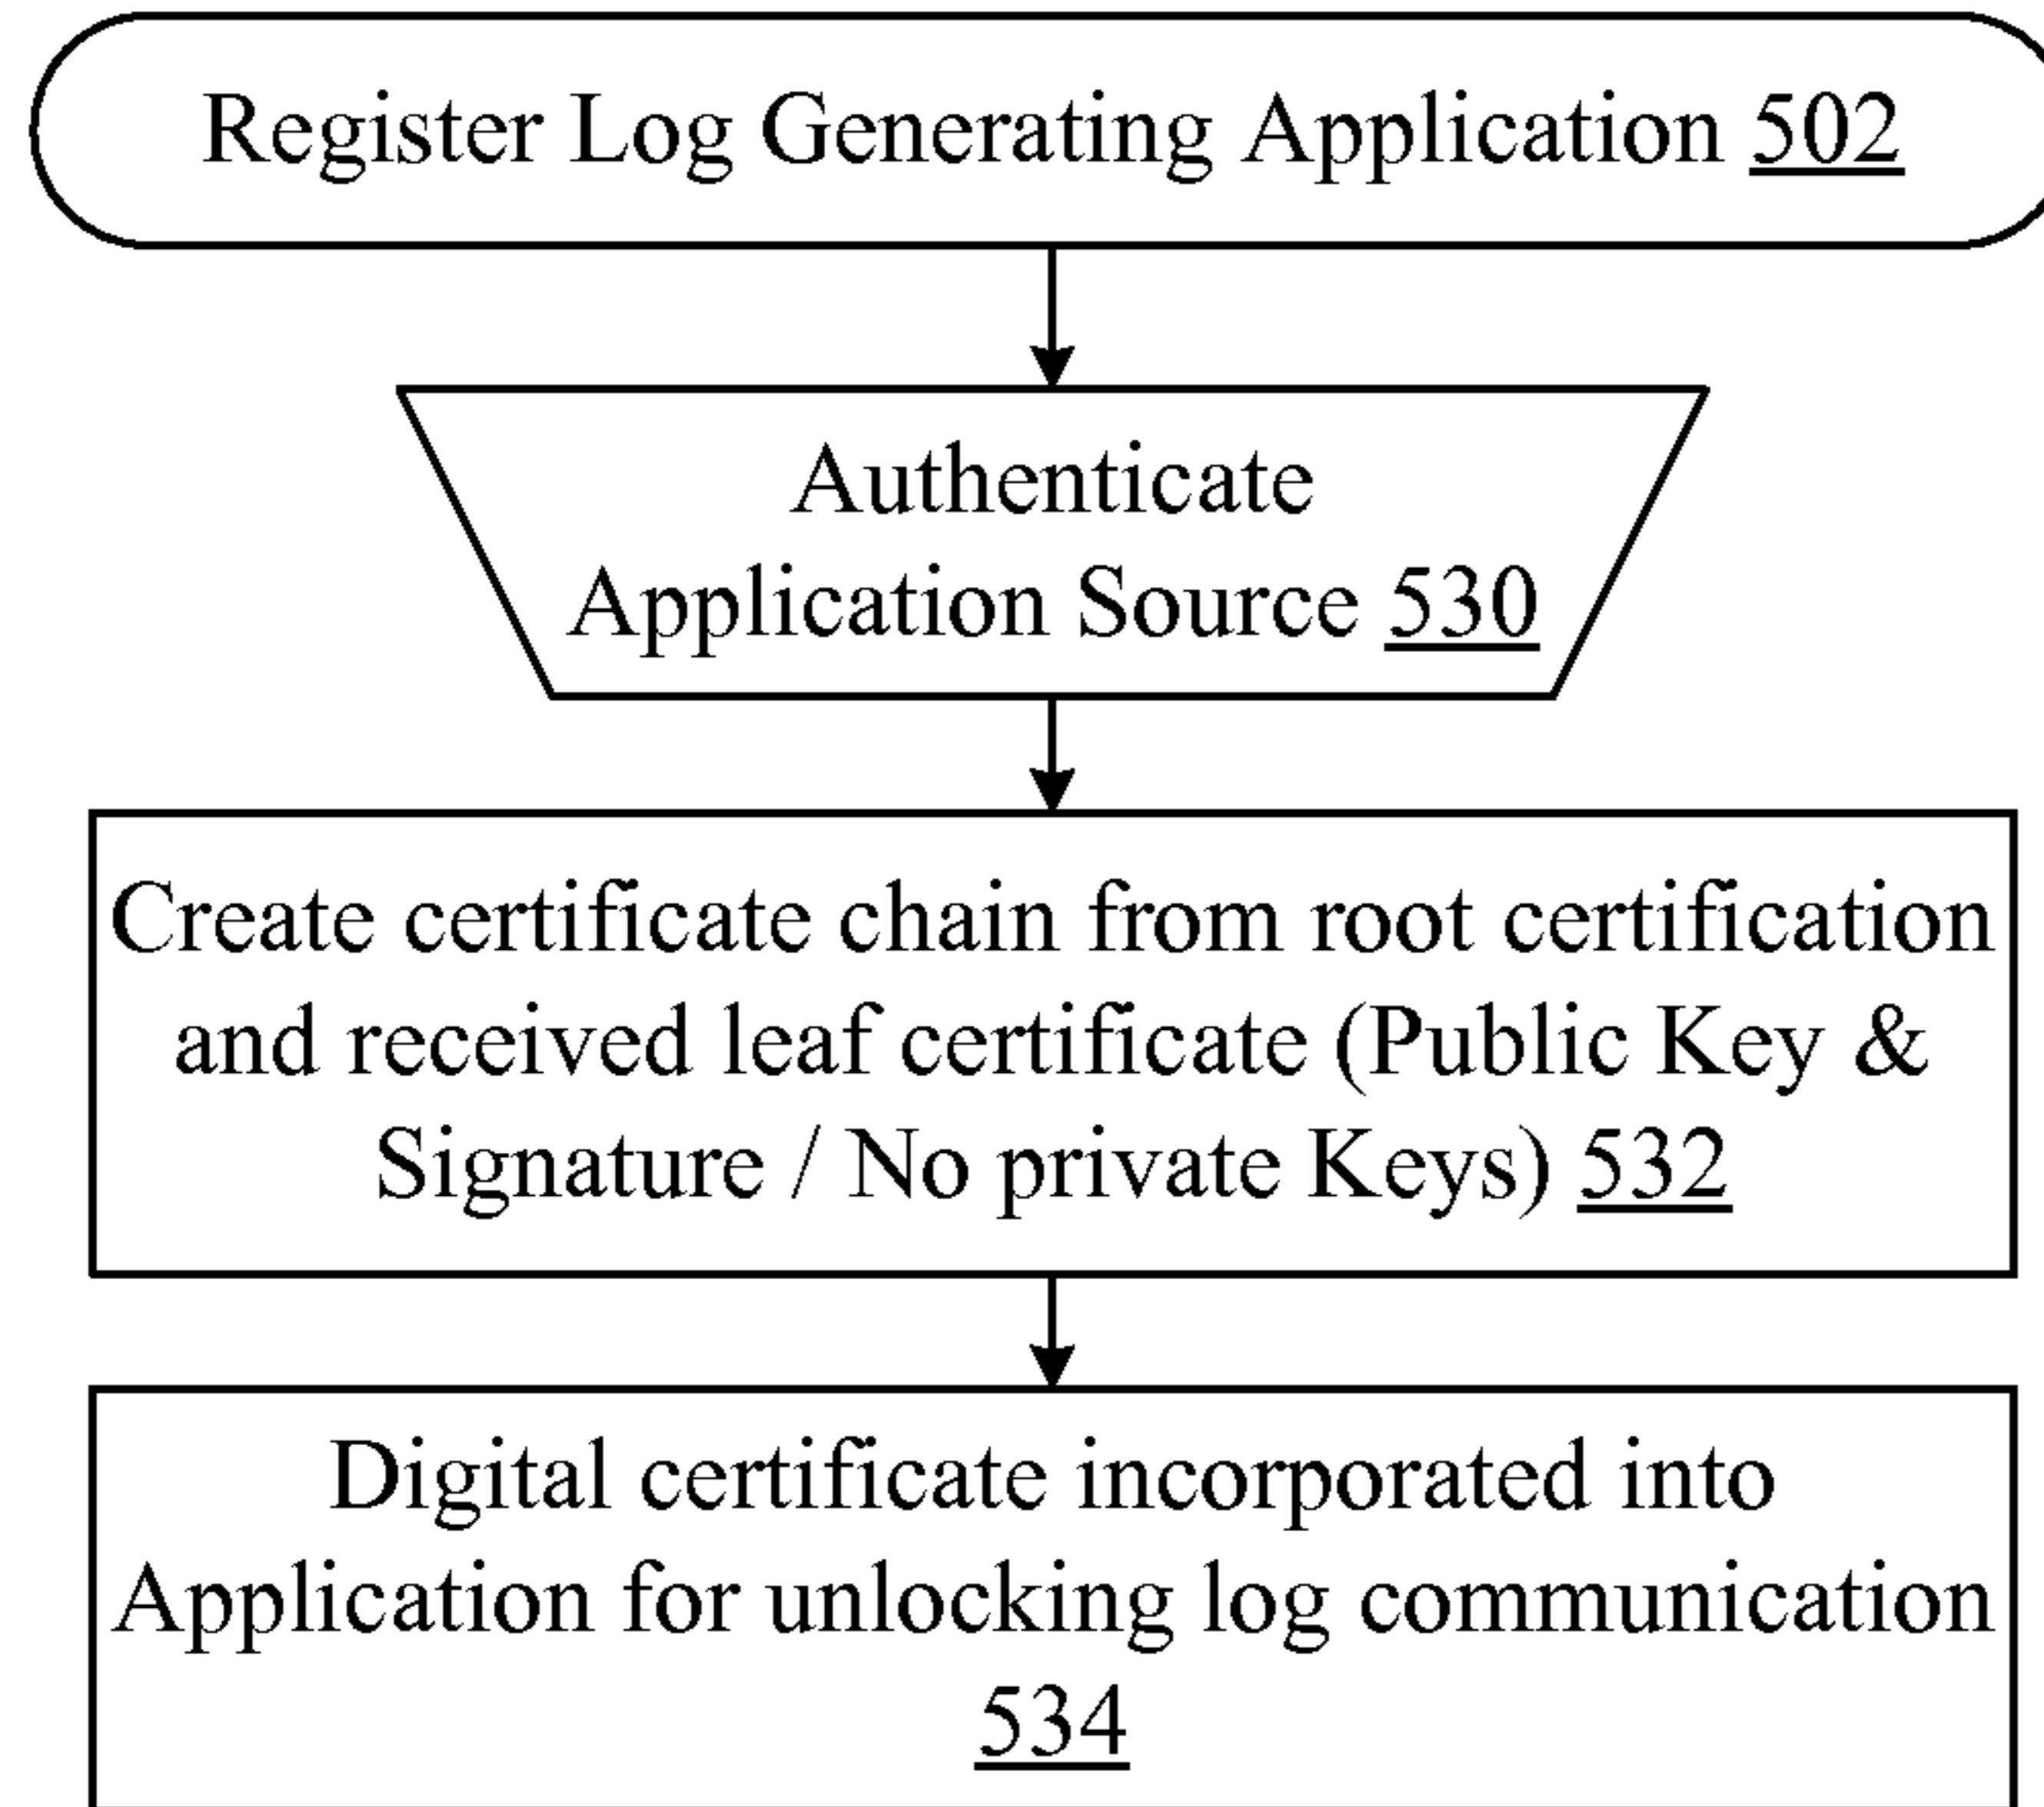 Register Log Generating Application 502
Authenticate
Application Source 530
Create certificate chain from root certification
and received leaf certificate (Public Key &
Signature / No private Keys) 532
Digital certificate incorporated into
Application for unlocking log communication
534